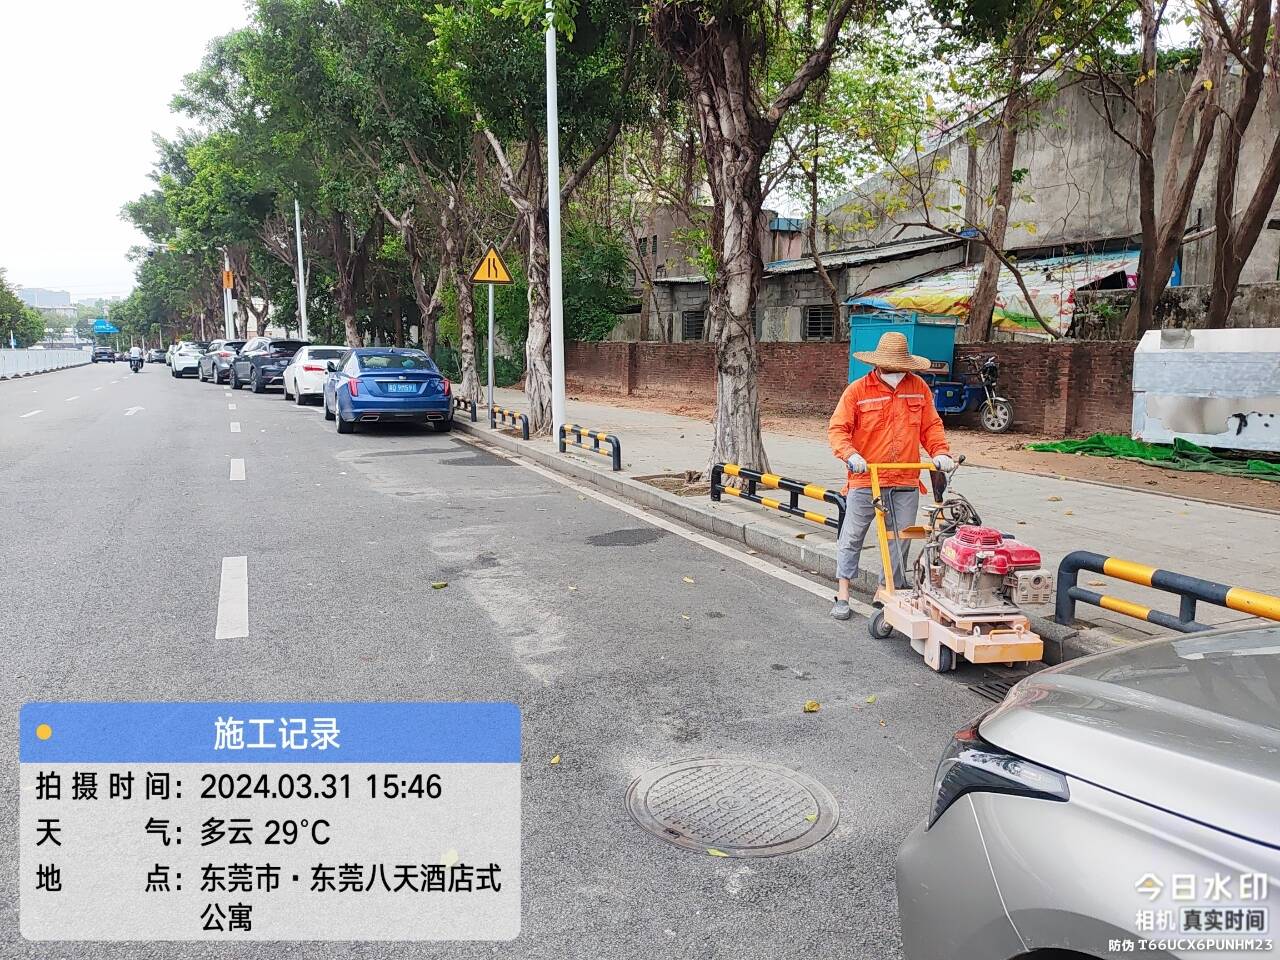 施工记录
拍摄时间：2024.03.31 15:46
天气：多云 29°C
地点：东莞市·东莞八天酒店式
公寓
今日水印
相机 真实时间
防伪 T66UCX6PUNHM23